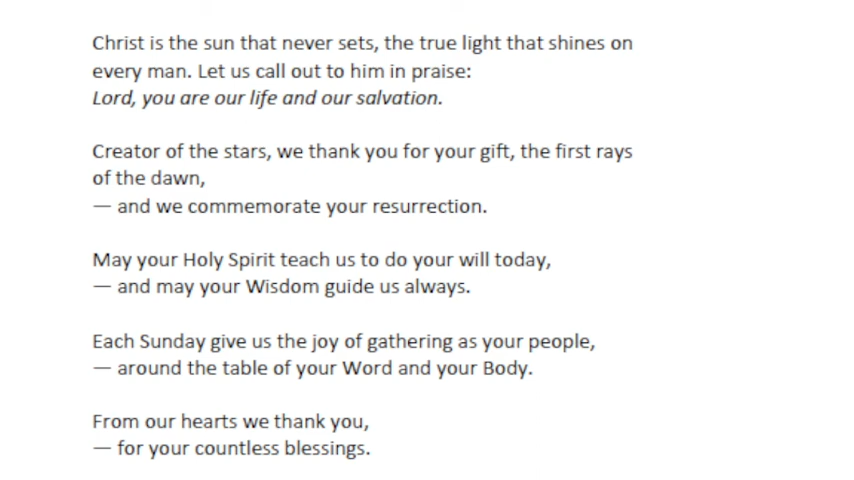 Christ is the sun that never sets, the true light that shines on
every man. Let us call out to him in praise:
Lord, you are our life and our salvation.
Creator of the stars, we thank you for your gift, the first rays
of the dawn,
— and we commemorate your resurrection.
May your Holy Spirit teach us to do your will today,
— and may your Wisdom guide us always.
Each Sunday give us the joy of gathering as your people,
— around the table of your Word and your Body.
From our hearts we thank you,
— for your countless blessings.